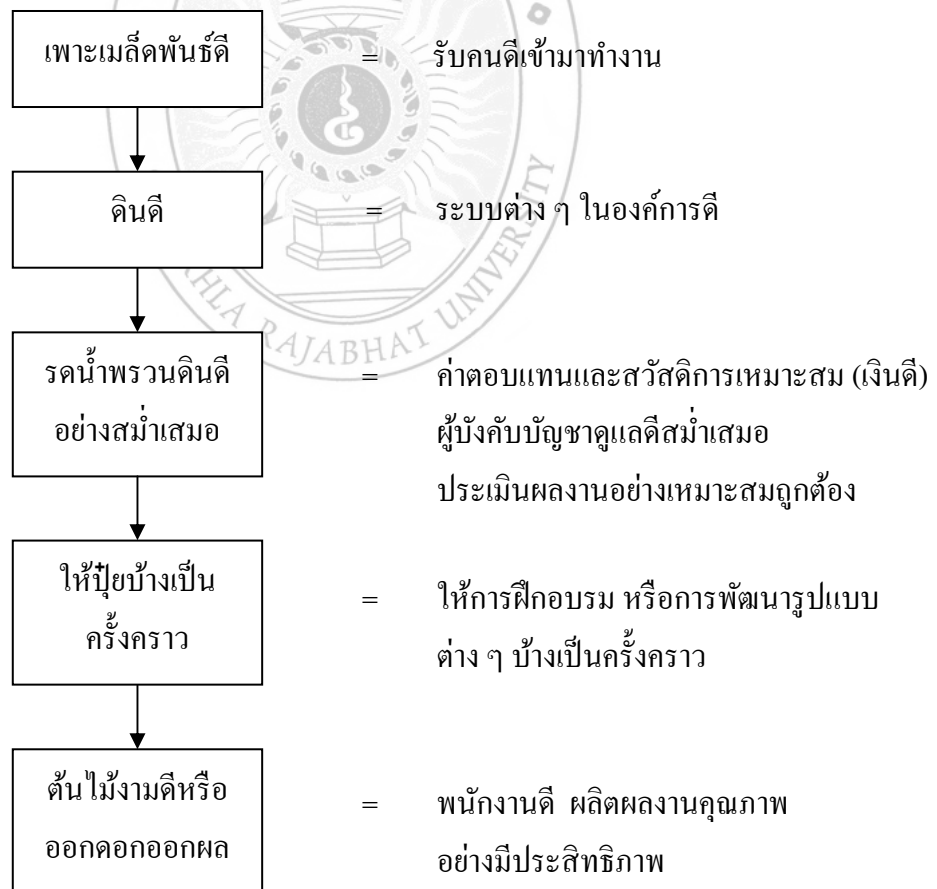 เพาะเมล็ดพันธ์ดี = รับคนดีเข้ามาทำงาน
ดินดี = ระบบต่าง ๆ ในองค์การดี
รดน้ำพรวนดินดี = ค่าตอบแทนและสวัสดิการเหมาะสม (เงินดี)
อย่างสม่ำเสมอ ผู้บังคับบัญชาดูแลดีสม่ำเสมอ
ประเมินผลงานอย่างเหมาะสมถูกต้อง
ให้ปุ๋ยบ้างเป็น = ให้การฝึกอบรม หรือการพัฒนารูปแบบ
ครั้งคราว ต่าง ๆ บ้างเป็นครั้งคราว
ต้นไม้งามดีหรือ = พนักงานดี ผลิตผลงานคุณภาพ
ออกดอกออกผล อย่างมีประสิทธิภาพ
RAJABHAT UNIVERSITY